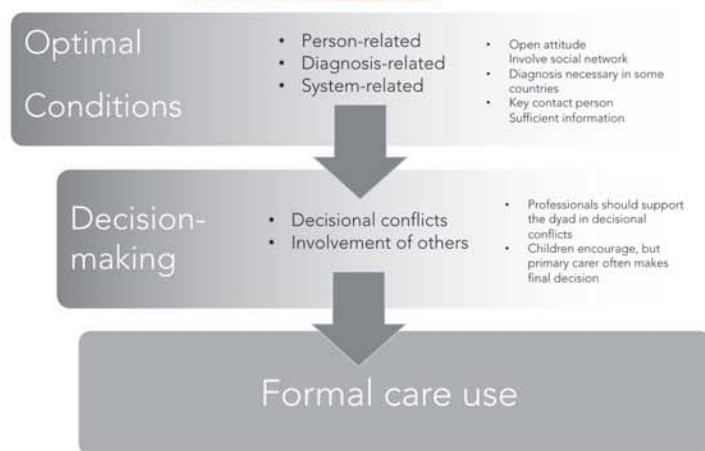 Optimal
Conditions
• Person-related
• Diagnosis-related
• System-related
• Open attitude
Involve social network
• Diagnosis necessary in some
countries
• Key contact person
Sufficient information
Decision-
making
• Decisional conflicts
• Involvement of others
• Professionals should support
the dyad in decisional
conflicts
• Children encourage, but
primary carer often makes
final decision
Formal care use